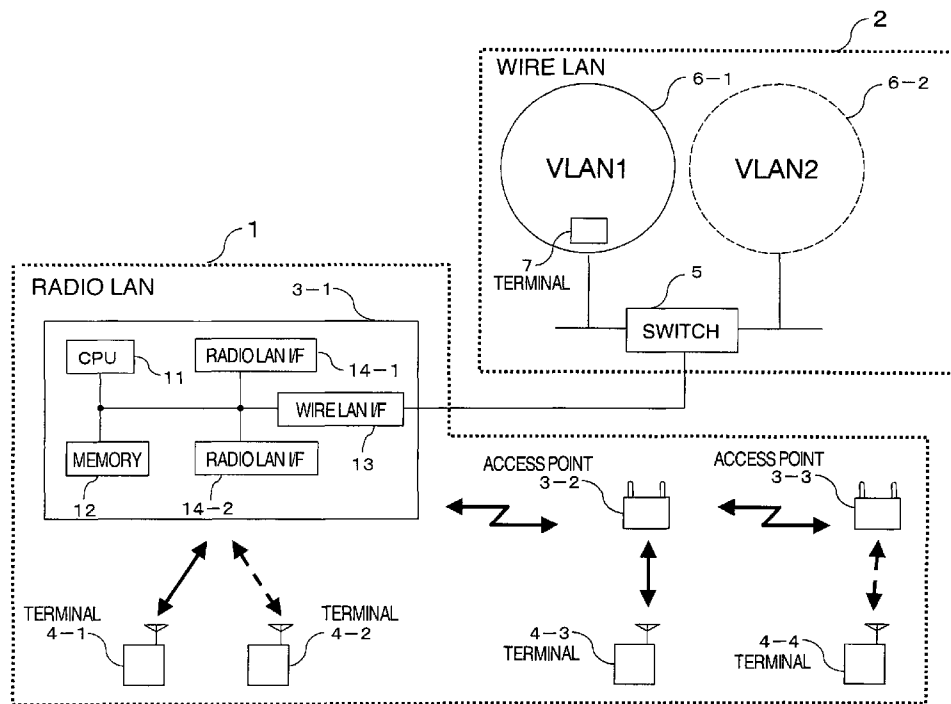 2
WIRE LAN
6-1
6-2
VLAN1
VLAN2
7
TERMINAL
5
SWITCH
1
RADIO LAN
3-1
CPU
11
RADIO LAN I/F
14-1
WIRE LAN I/F
13
MEMORY
12
RADIO LAN I/F
14-2
ACCESS POINT
3-2
ACCESS POINT
3-3
TERMINAL
4-1
TERMINAL
4-2
4-3
TERMINAL
4-4
TERMINAL